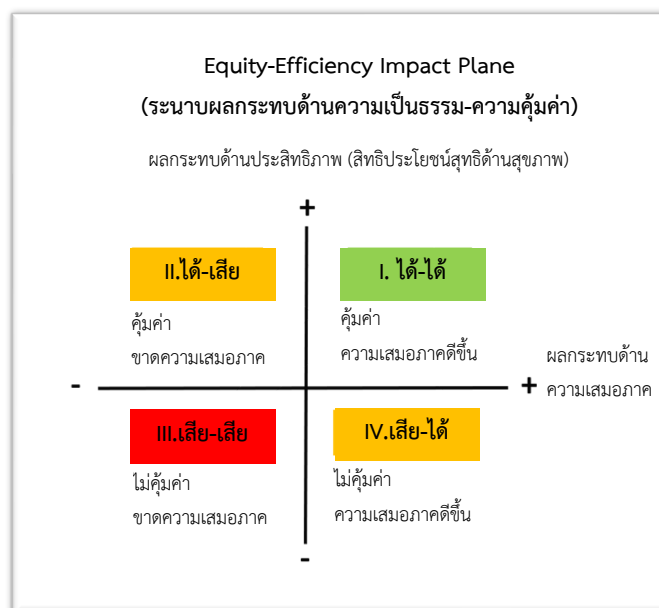 Equity-Efficiency Impact Plane
(ระนาบผลกระทบด้านความเป็นธรรม-ความคุ้มค่า)
ผลกระทบด้านประสิทธิภาพ (สิทธิประโยชน์สุทธิด้านสุขภาพ)
+
II.ได้-เสีย
คุ้มค่า
ขาดความเสมอภาค
I. ได้-ได้
คุ้มค่า
ความเสมอภาคดีขึ้น
-
+
ผลกระทบด้าน
ความเสมอภาค
III.เสีย-เสีย
ไม่คุ้มค่า
ขาดความเสมอภาค
IV.เสีย-ได้
ไม่คุ้มค่า
ความเสมอภาคดีขึ้น
-